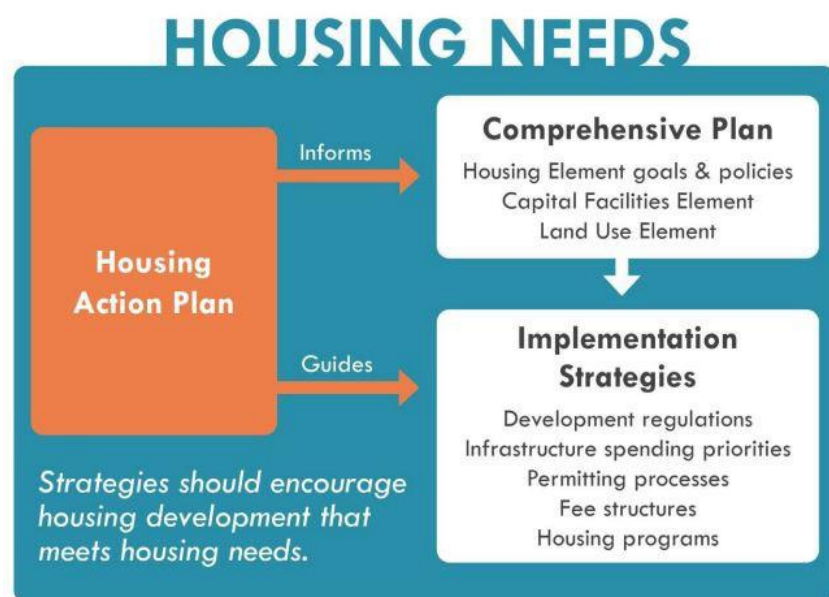 HOUSING NEEDS
Housing
Action Plan
Informs
Comprehensive Plan
Housing Element goals & policies
Capital Facilities Element
Land Use Element
Guides
Implementation
Strategies
Development regulations
Infrastructure spending priorities
Permitting processes
Fee structures
Housing programs
Strategies should encourage
housing development that
meets housing needs.